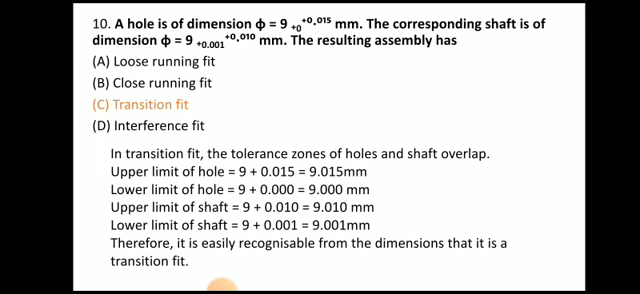 10. A hole is of dimension ф = 9 +0 +0.015 mm. The corresponding shaft is of
dimension ф = 9 +0.001 +0.010 mm. The resulting assembly has
(A) Loose running fit
(B) Close running fit
(C) Transition fit
(D) Interference fit
In transition fit, the tolerance zones of holes and shaft overlap.
Upper limit of hole = 9 + 0.015 = 9.015mm
Lower limit of hole = 9 + 0.000 = 9.000 mm
Upper limit of shaft = 9 + 0.010 = 9.010 mm
Lower limit of shaft = 9 + 0.001 = 9.001mm
Therefore, it is easily recognisable from the dimensions that it is a
transition fit.